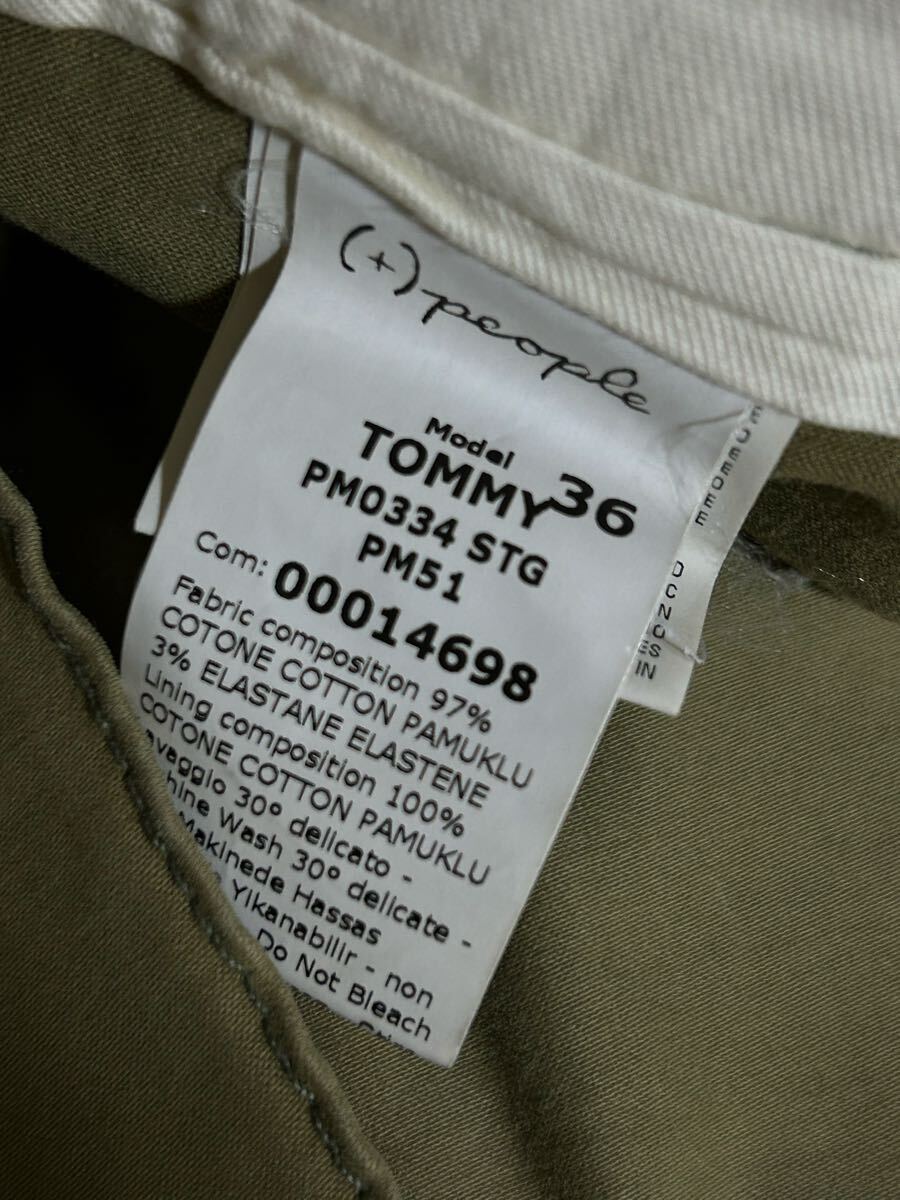 (+) people
Model
TOMMY 36
PM0334 STG
PM51
Com: 00014698
Fabric composition 97%
COTONE COTTON PAMUKLU
3% ELASTANE ELASTENE
Lining composition 100%
COTONE COTTON PAMUKLU
avaggio 30° delicato -
hine Wash 30° delicate -
Makinede Hassas
Yikanabilir - non
Do Not Bleach